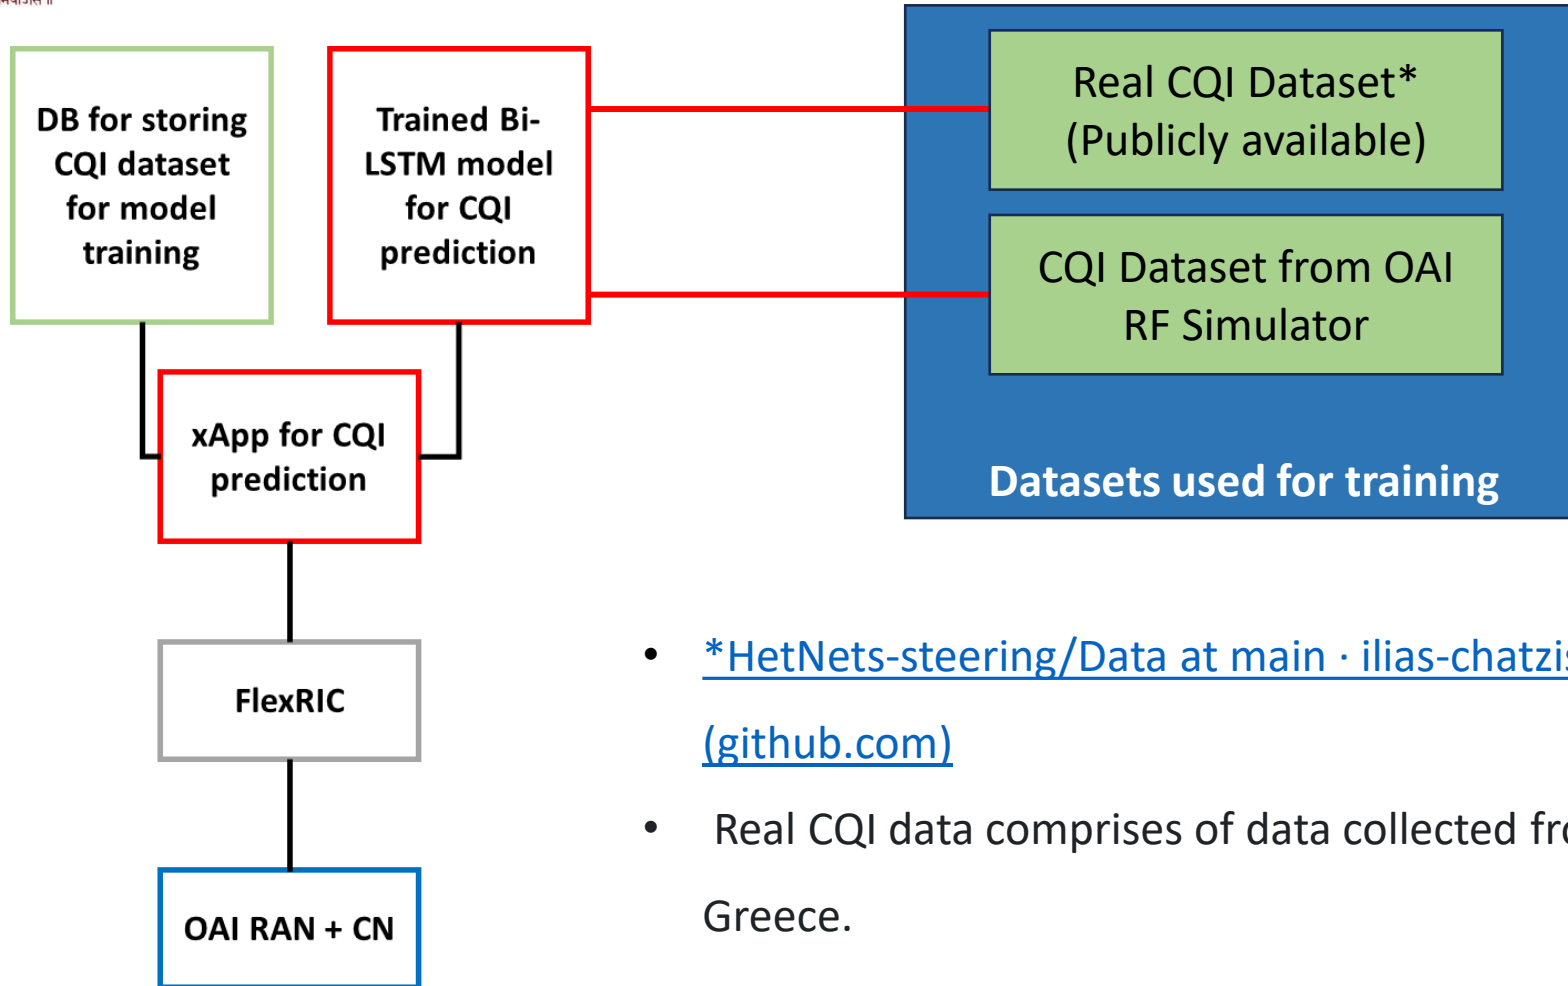 DB for storing
CQI dataset
for model
training
Trained Bi-
LSTM model
for CQI
prediction
Real CQI Dataset*
(Publicly available)
CQI Dataset from OAI
RF Simulator
Datasets used for training
xApp for CQI
prediction
FlexRIC
OAI RAN + CN
• *HetNets-steering/Data at main · ilias-chatzis
(github.com)
• Real CQI data comprises of data collected fro
Greece.